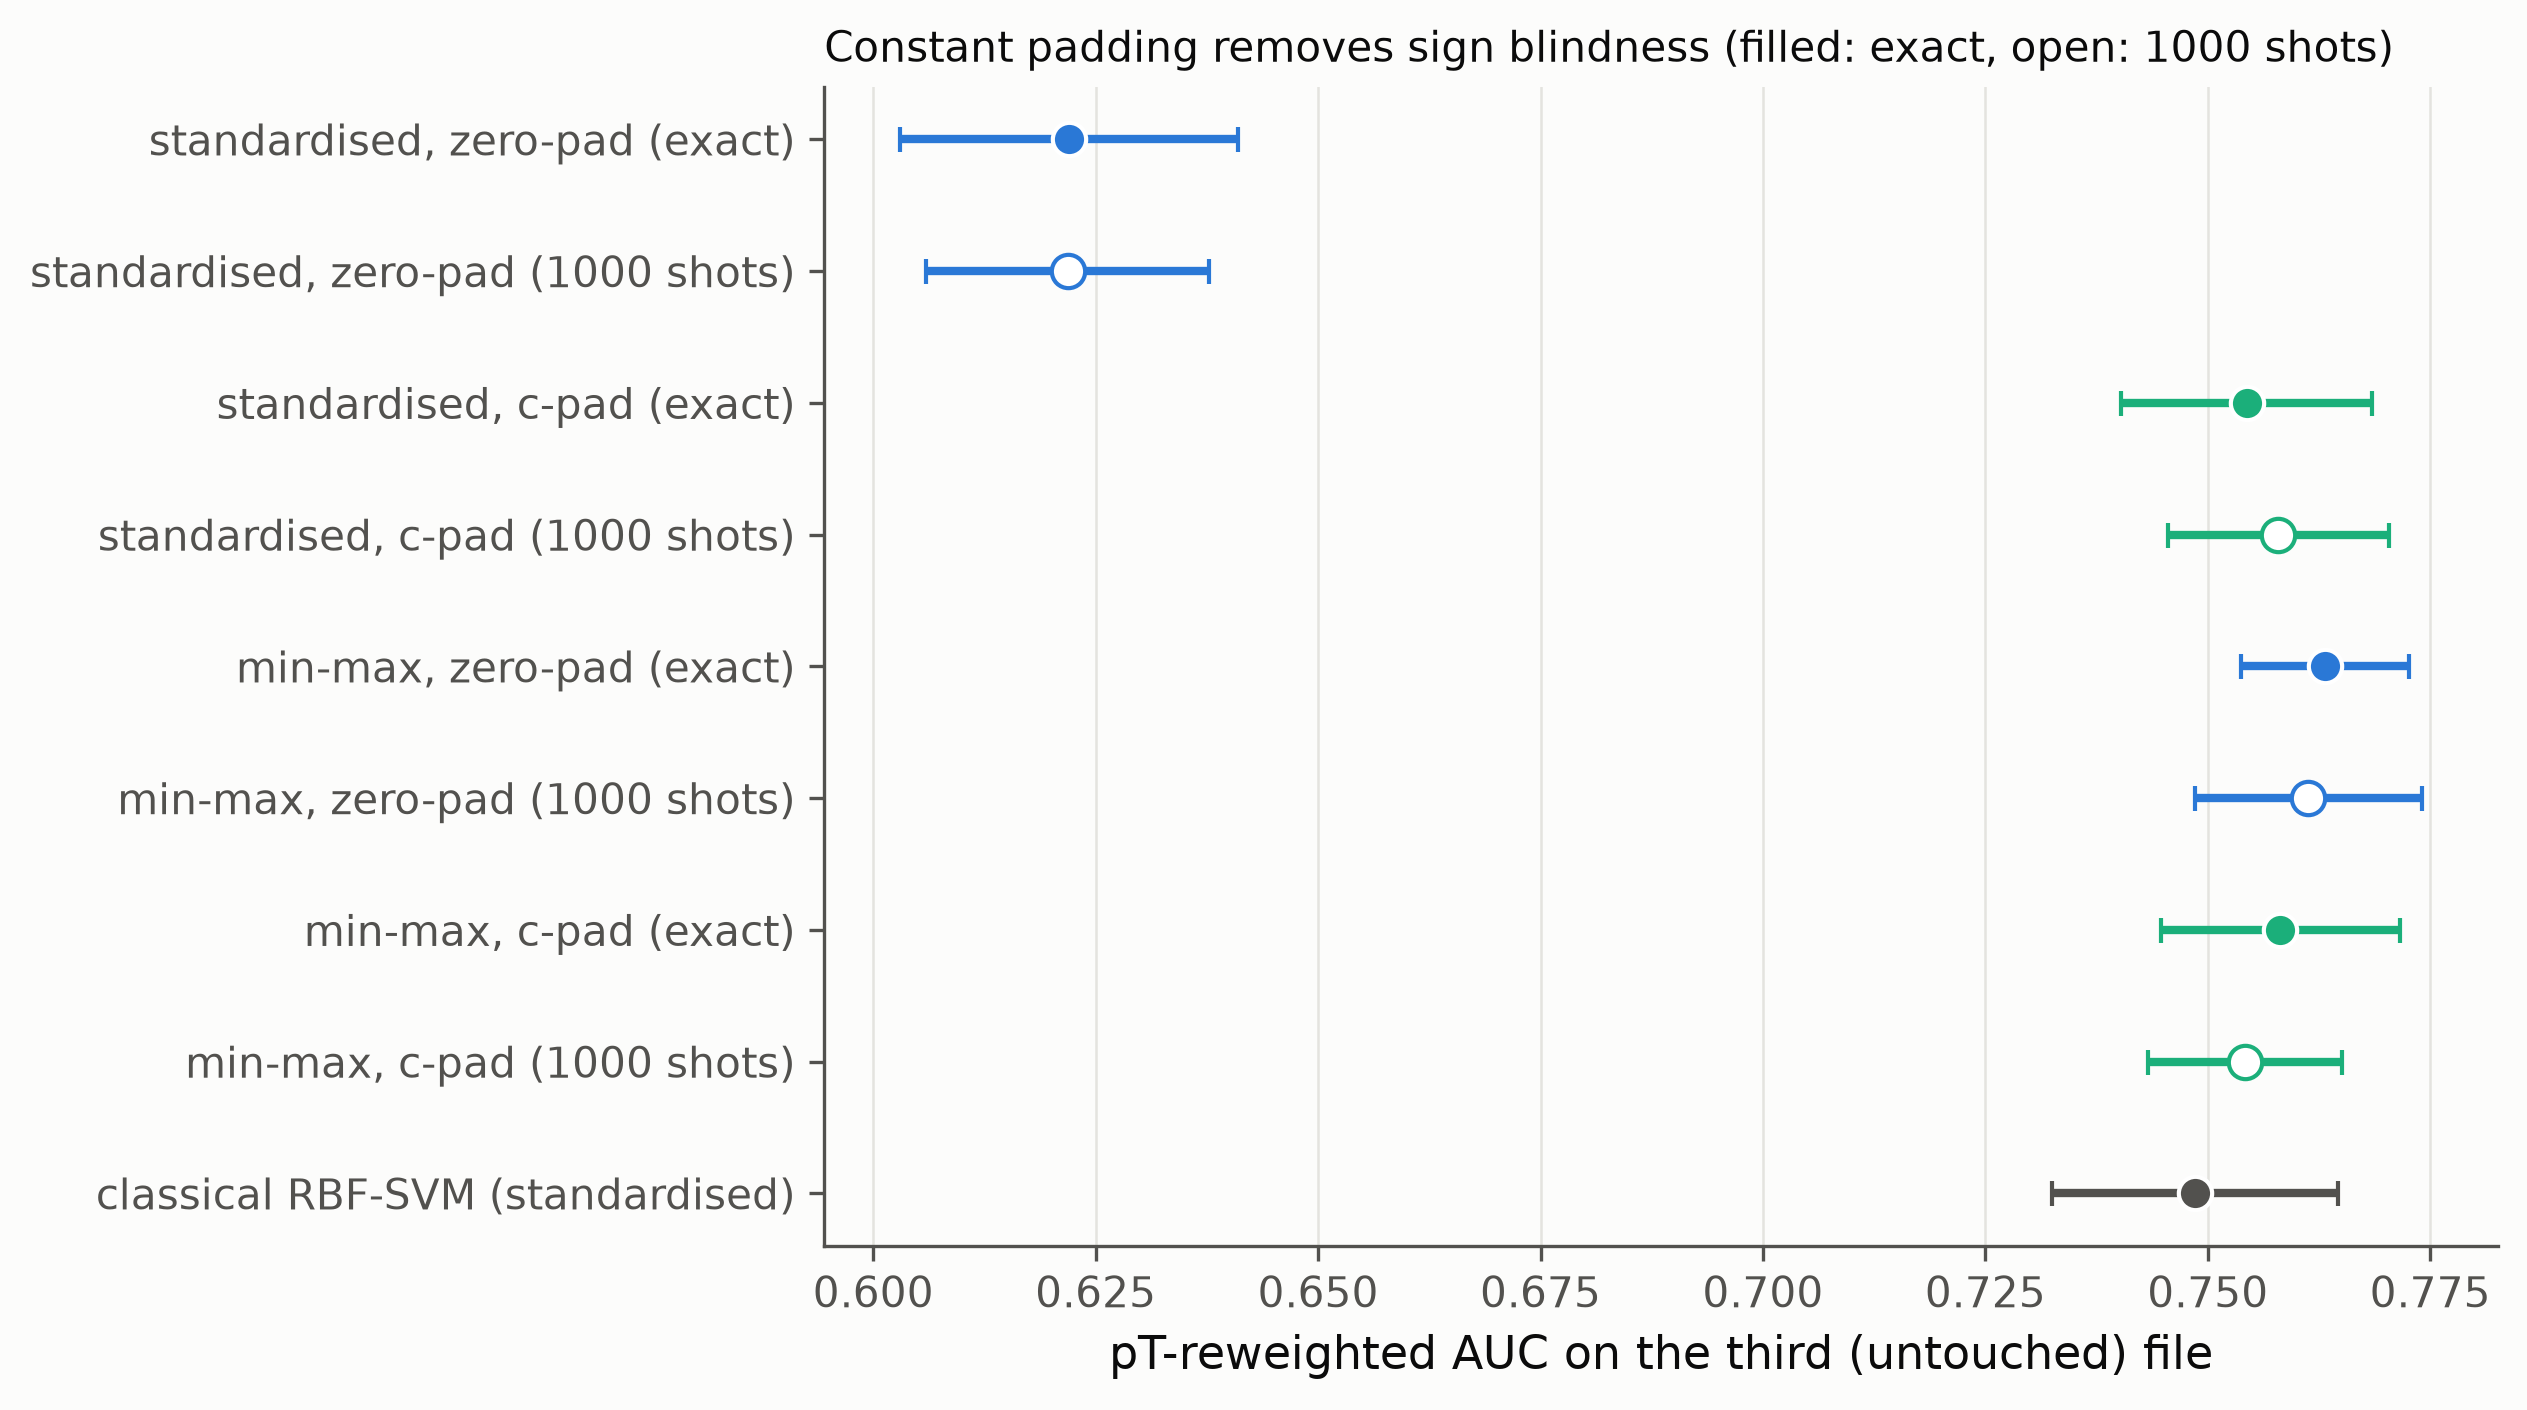 Constant padding removes sign blindness (filled: exact, open: 1000 shots)
standardised, zero-pad (exact)
standardised, zero-pad (1000 shots)
standardised, c-pad (exact)
standardised, c-pad (1000 shots)
min-max, zero-pad (exact)
min-max, zero-pad (1000 shots)
min-max, c-pad (exact)
min-max, c-pad (1000 shots)
classical RBF-SVM (standardised)
0.600 0.625 0.650 0.675 0.700 0.725 0.750 0.775
pT-reweighted AUC on the third (untouched) file